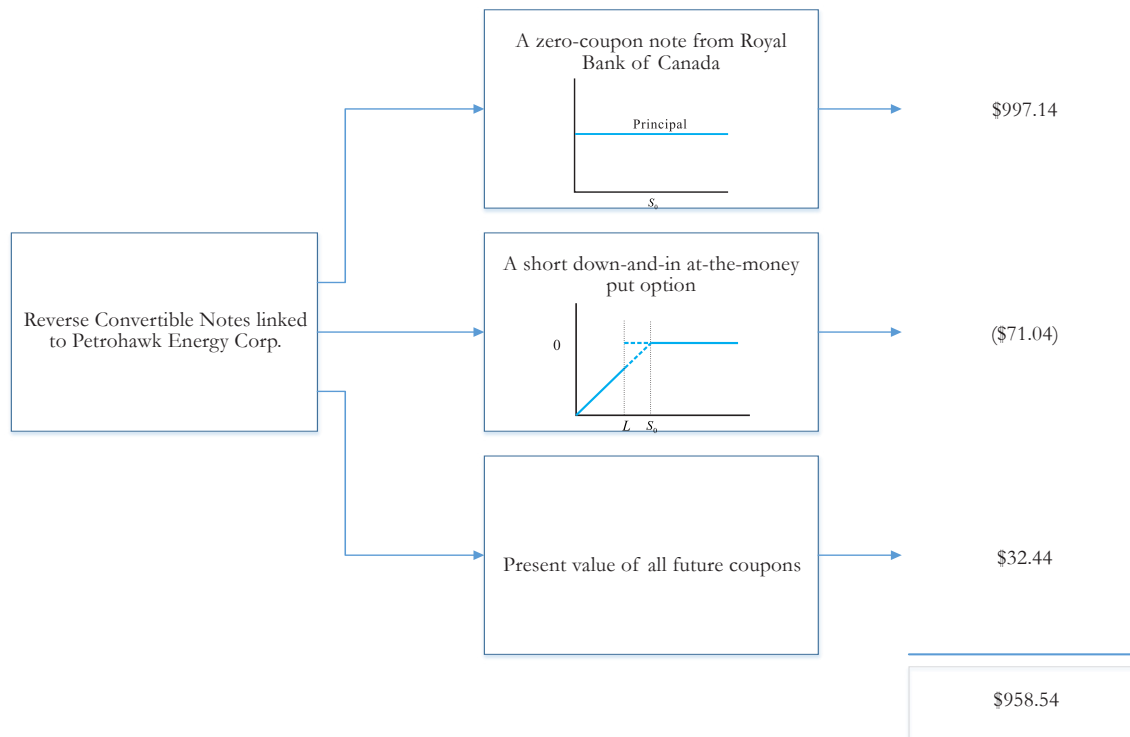 A zero-coupon note from Royal
Bank of Canada
Principal
S₀
$997.14
Reverse Convertible Notes linked
to Petrohawk Energy Corp.
A short down-and-in at-the-money
put option
0
L S₀
($71.04)
Present value of all future coupons
$32.44
$958.54